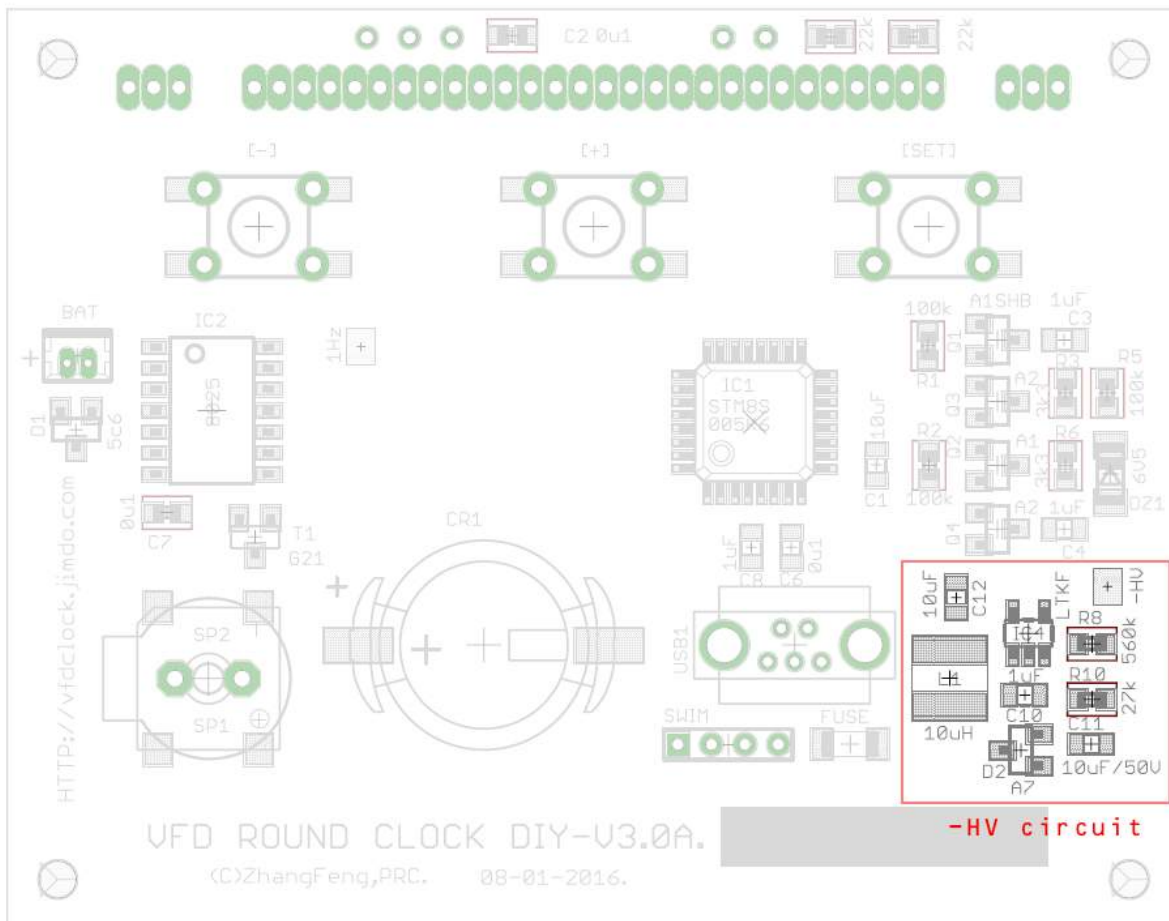 C2 0u1
22k
22k
[-]
[+]
[SET]
BAT
+
IC2
8025
1Hz
D1
5c6
0u1
C7
T1
G21
HTTP://vfdclock.jimdo.com
IC1
STM8S
005K6
10uF
C1
100k
R1
Q1
A1SHB
1uF
C3
Q3
A2
R3
3k3
R5
100k
R2
100k
Q2
A1
R6
3k3
6V5
DZ1
Q4
A2
1uF
C4
1uF
C8
C6
0u1
CR1
+
+
SP2
SP1
USB1
SWIM
FUSE
10uF
C12
IC4
LTKF
-HV
R8
560k
L1
10uH
1uF
C10
R10
27k
C11
10uF/50V
D2
A7
-HV circuit
VFD ROUND CLOCK DIY-V3.0A.
(C)ZhangFeng,PRC. 08-01-2016.